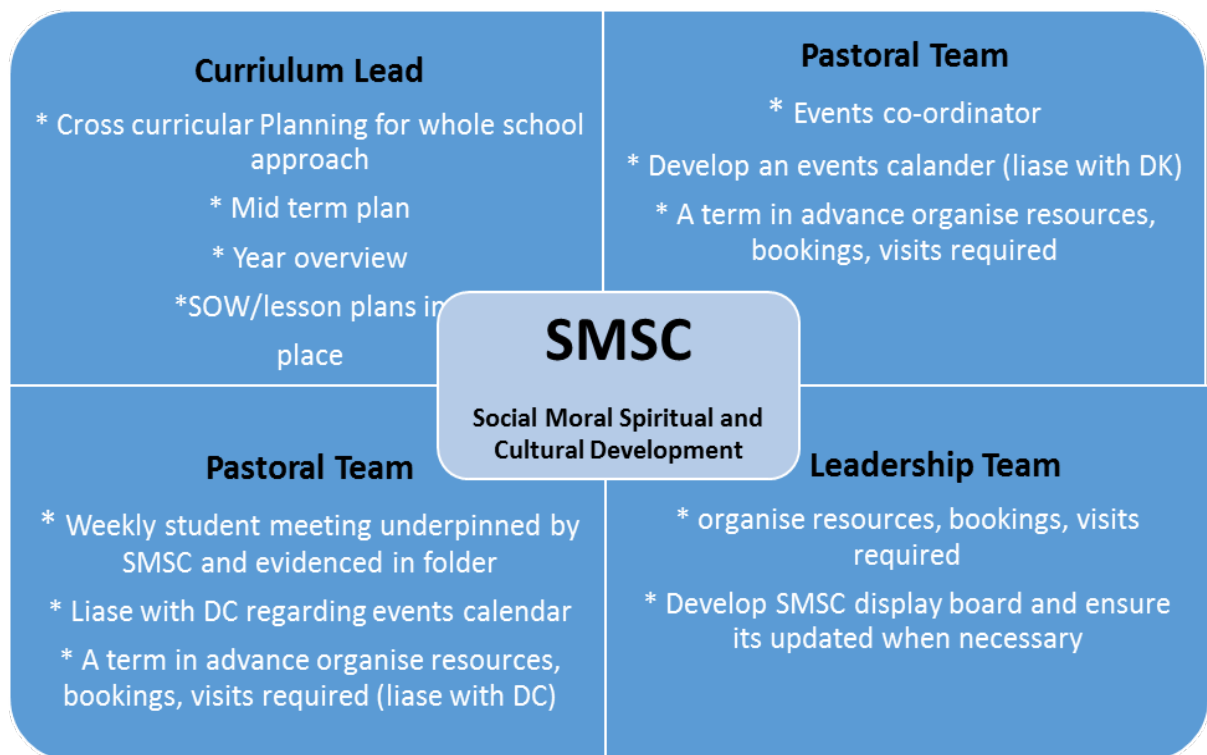 Curriulum Lead
* Cross curricular Planning for whole school
approach
* Mid term plan
* Year overview
*SOW/lesson plans in
place
Pastoral Team
* Events co-ordinator
* Develop an events calander (liase with DK)
* A term in advance organise resources,
bookings, visits required
SMSC
Social Moral Spiritual and
Cultural Development
Pastoral Team
* Weekly student meeting underpinned by
SMSC and evidenced in folder
* Liase with DC regarding events calendar
* A term in advance organise resources,
bookings, visits required (liase with DC)
Leadership Team
* organise resources, bookings, visits
required
* Develop SMSC display board and ensure
its updated when necessary